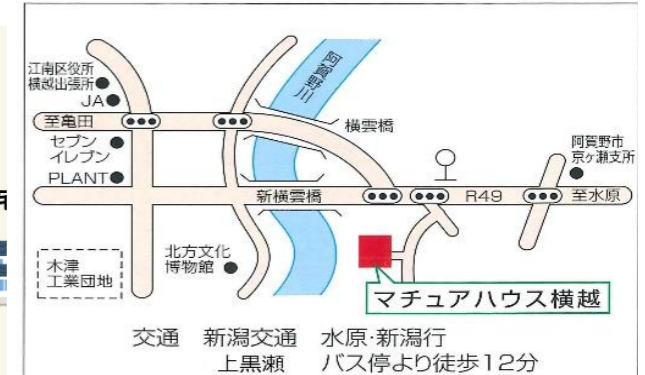 江南区役所
横越出張所
JA
至亀田
セブン
イレブン
PLANT
阿賀野川
横雲橋
阿賀野市
京ヶ瀬支所
新横雲橋
R49
至水原
北方文化
博物館
木津
工業団地
マチュアハウス横越
交通 新潟交通 水原・新潟行
上黒瀬 バス停より徒歩12分